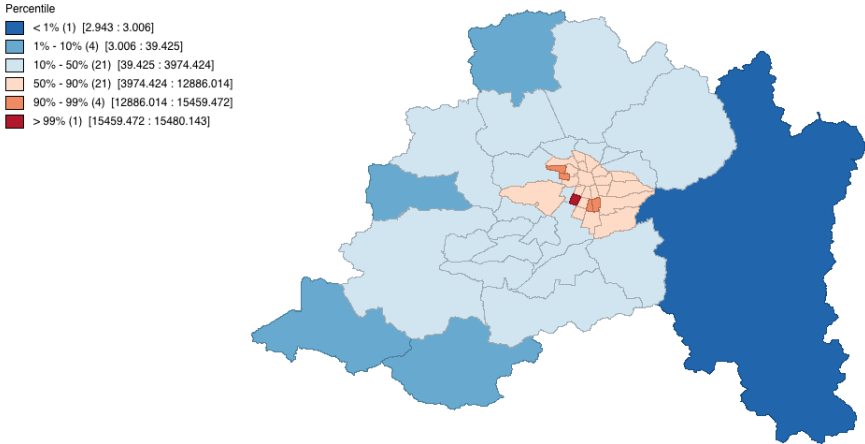 Percentile
< 1% (1) [2.943 : 3.006]
1% - 10% (4) [3.006 : 39.425]
10% - 50% (21) [39.425 : 3974.424]
50% - 90% (21) [3974.424 : 12886.014]
90% - 99% (4) [12886.014 : 15459.472]
> 99% (1) [15459.472 : 15480.143]